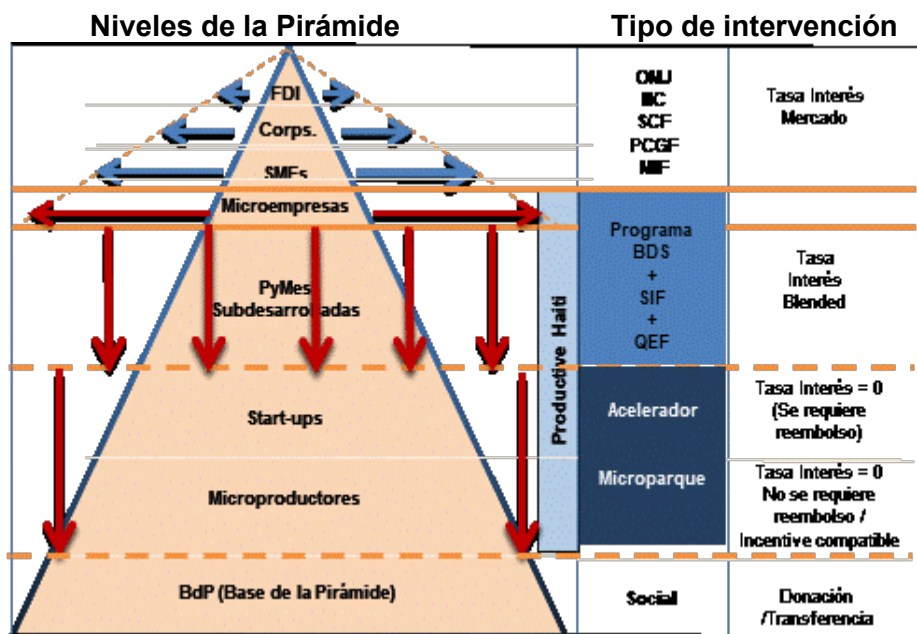 Niveles de la Pirámide
Tipo de intervención
FDI
Corps.
SMEs
Microempresas
PyMes
Subdesarrolladas
Start-ups
Microproductores
BdP (Base de la Pirámide)
Productive Haiti
IIC
SCF
PCGF
MIF
Programa
BDS
+
SIF
+
QEF
Acelerador
Microparque
Social
Tasa Interés
Mercado
Tasa
Interés
Blended
Tasa Interés = 0
(Se requiere
reembolso)
Tasa Interés = 0
No se requiere
reembolso /
Incentive compatible
Donación
/Transferencia